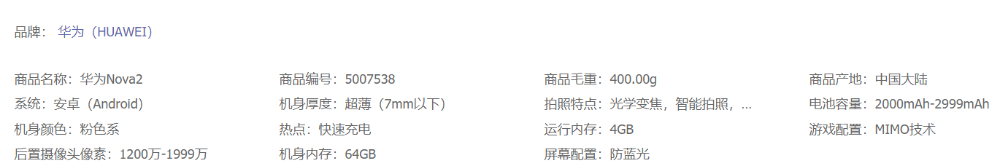 品牌： 华为（HUAWEI）
商品名称：华为Nova2 商品编号：5007538 商品毛重：400.00g 商品产地：中国大陆
系统：安卓（Android） 机身厚度：超薄（7mm以下） 拍照特点：光学变焦，智能拍照，... 电池容量：2000mAh-2999mAh
机身颜色：粉色系 热点：快速充电 运行内存：4GB 游戏配置：MIMO技术
后置摄像头像素：1200万-1999万 机身内存：64GB 屏幕配置：防蓝光